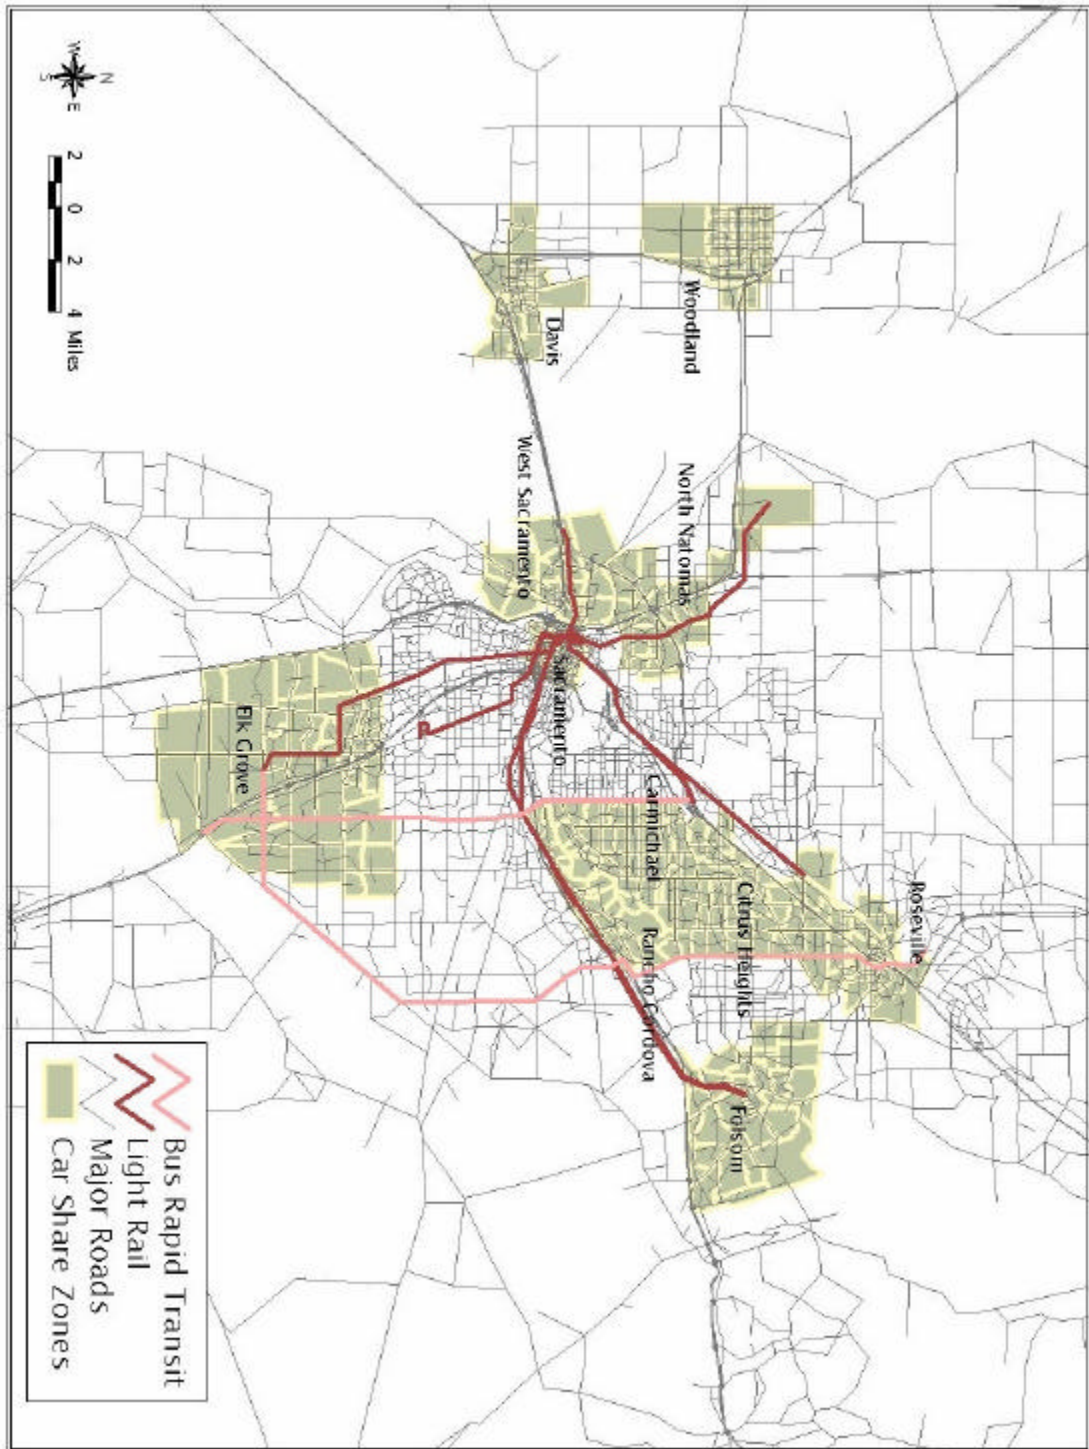 Woodland
Davis
North Natomas
West Sacramento
Sacramento
Carmichael
Citrus Heights
Roseville
Rancho Cordova
Folsom
Elk Grove
N
W
E
S
2 0 2 4 Miles
Bus Rapid Transit
Light Rail
Major Roads
Car Share Zones